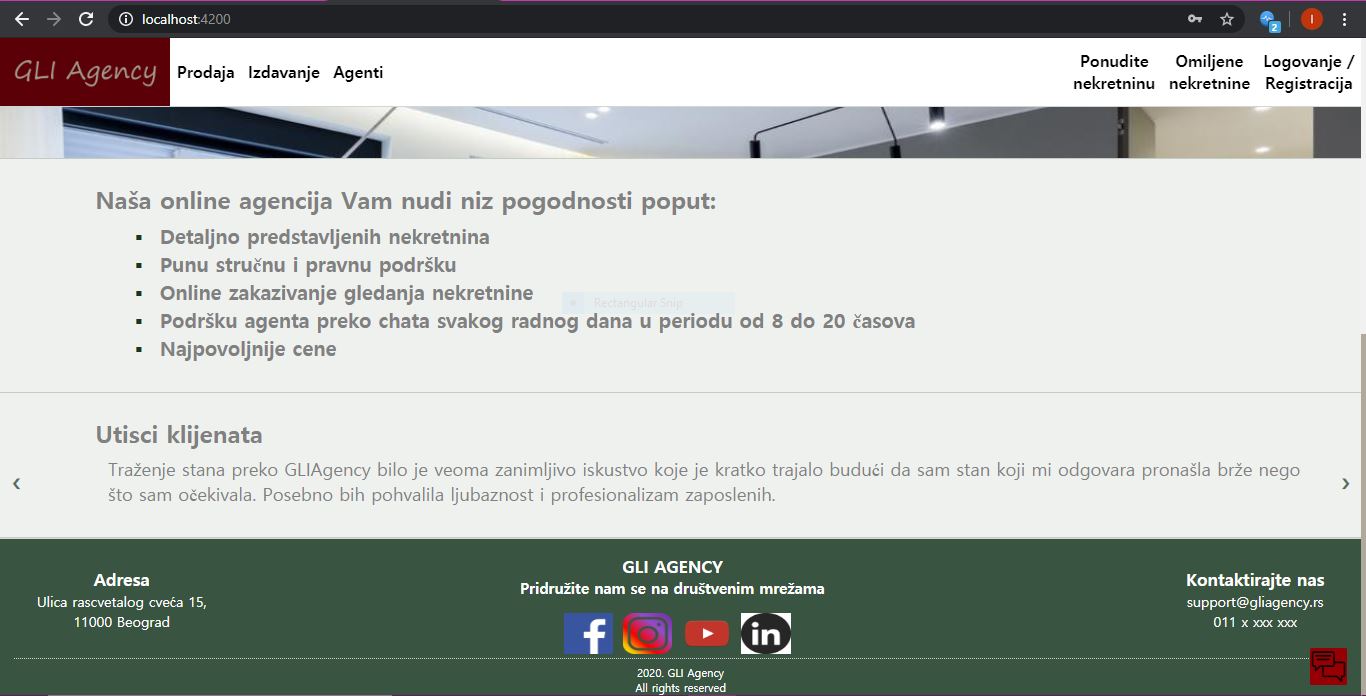 localhost:4200
2
I
GLI Agency
Prodaja Izdavanje Agenti
Ponudite nekretninu
Omiljene nekretnine
Logovanje / Registracija
Naša online agencija Vam nudi niz pogodnosti poput:
Detaljno predstavljenih nekretnina
Punu stručnu i pravnu podršku
Online zakazivanje gledanja nekretnine
Rectangular Snip
Podršku agenta preko chata svakog radnog dana u periodu od 8 do 20 časova
Najpovoljnije cene
Utisci klijenata
Traženje stana preko GLIAgency bilo je veoma zanimljivo iskustvo koje je kratko trajalo budući da sam stan koji mi odgovara pronašla brže nego
što sam očekivala. Posebno bih pohvalila ljubaznost i profesionalizam zaposlenih.
Adresa
Ulica rascvetalog cveća 15,
11000 Beograd
GLI AGENCY
Pridružite nam se na društvenim mrežama
f
in
Kontaktirajte nas
support@gliagency.rs
011 x xxx xxx
2020. GLI Agency
All rights reserved